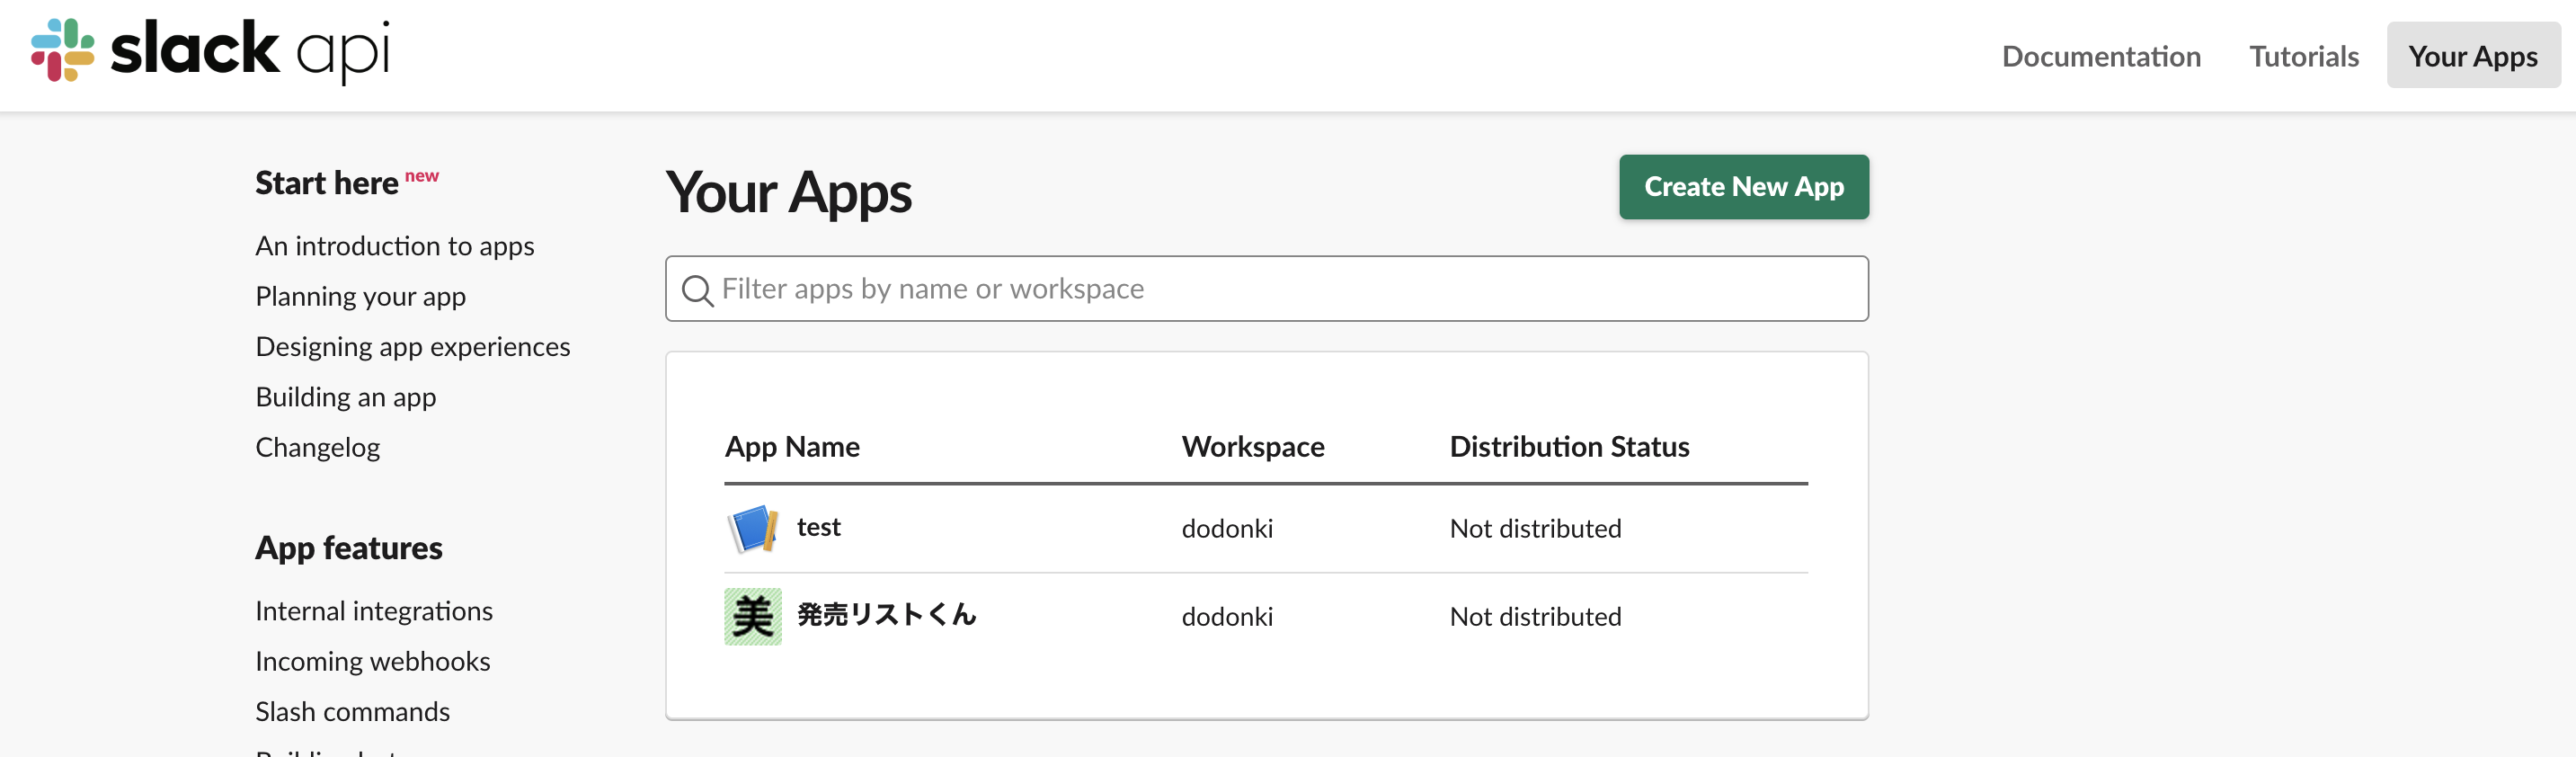 slack api
Documentation
Tutorials
Your Apps
Start here new
An introduction to apps
Planning your app
Designing app experiences
Building an app
Changelog
App features
Internal integrations
Incoming webhooks
Slash commands
Your Apps
Create New App
Filter apps by name or workspace
App Name Workspace Distribution Status
test dodonki Not distributed
美 発売リストくん dodonki Not distributed